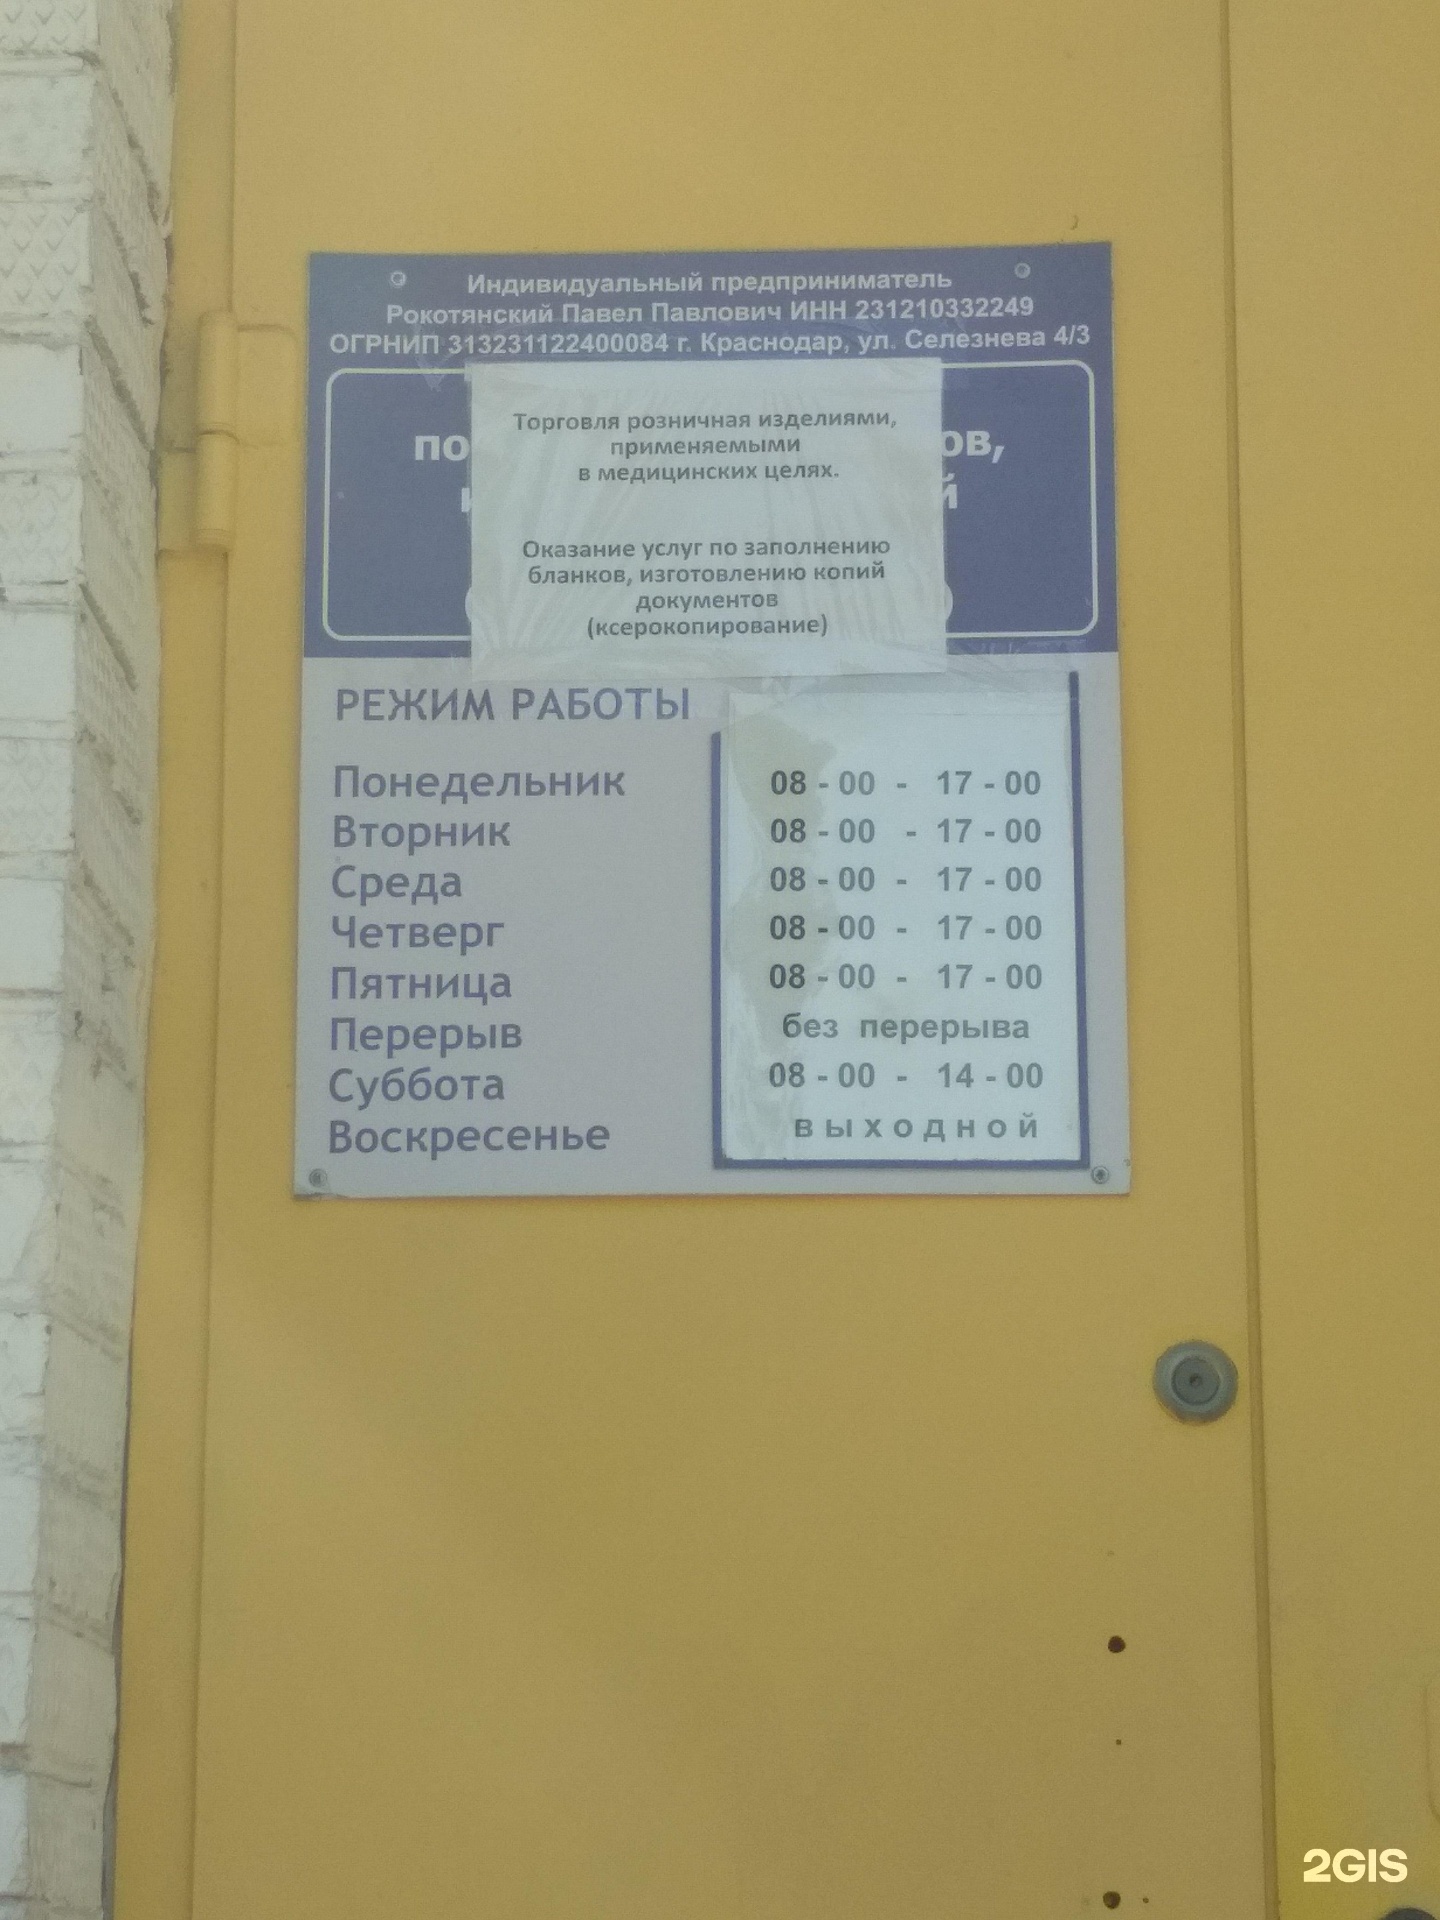 Индивидуальный предприниматель
Рокотянский Павел Павлович ИНН 231210332249
ОГРНИП 313231122400084 г. Краснодар, ул. Селезнева 4/3
Торговля розничная изделиями,
применяемыми
в медицинских целях.
Оказание услуг по заполнению
бланков, изготовлению копий
документов
(ксерокопирование)
РЕЖИМ РАБОТЫ
Понедельник 08 - 00 - 17 - 00
Вторник 08 - 00 - 17 - 00
Среда 08 - 00 - 17 - 00
Четверг 08 - 00 - 17 - 00
Пятница 08 - 00 - 17 - 00
Перерыв без перерыва
Суббота 08 - 00 - 14 - 00
Воскресенье выходной
2GIS